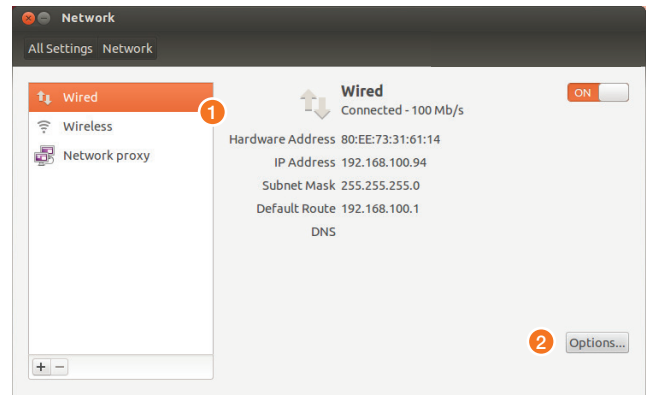 Network
All Settings Network
Wired
Wireless
Network proxy
1
Wired
Connected - 100 Mb/s
ON
Hardware Address 80:EE:73:31:61:14
IP Address 192.168.100.94
Subnet Mask 255.255.255.0
Default Route 192.168.100.1
DNS
2 Options...
+ −